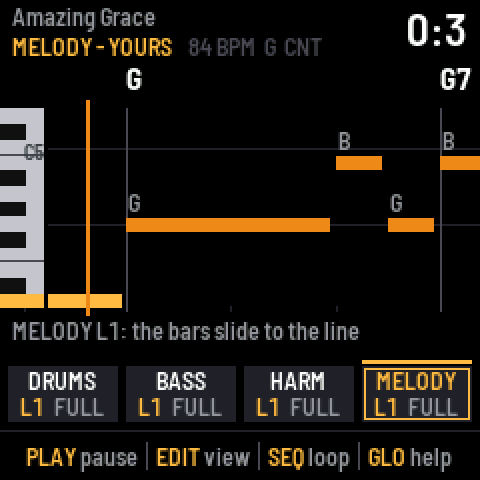 Amazing Grace
MELODY - YOURS 84 BPM G CNT
0:3
G G7
C5
B B
G G
MELODY L1: the bars slide to the line
DRUMS BASS HARM MELODY
L1 FULL L1 FULL L1 FULL L1 FULL
PLAY pause EDIT view SEQ loop GLO help